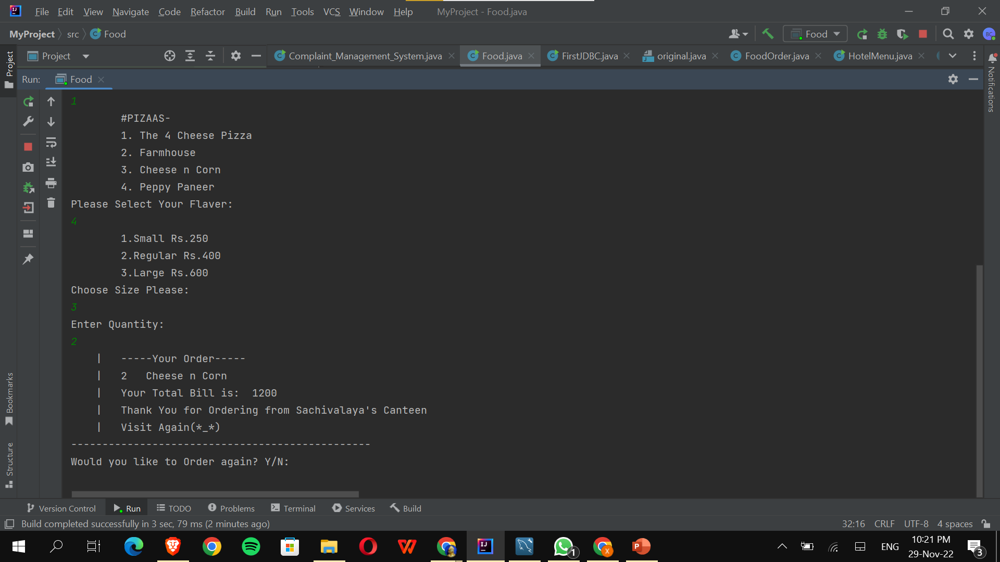 File Edit View Navigate Code Refactor Build Run Tools VCS Window Help MyProject - Food.java
MyProject src Food
Food
BC
Project
Complaint_Management_System.java Food.java FirstJDBC.java original.java FoodOrder.java HotelMenu.java
Project
Notifications
Run: Food
1
#PIZAAS-
1. The 4 Cheese Pizza
2. Farmhouse
3. Cheese n Corn
4. Peppy Paneer
Please Select Your Flaver:
4
1.Small Rs.250
2.Regular Rs.400
3.Large Rs.600
Choose Size Please:
3
Enter Quantity:
2
| -----Your Order-----
| 2 Cheese n Corn
| Your Total Bill is: 1200
| Thank You for Ordering from Sachivalaya's Canteen
| Visit Again(*_*)
------------------------------------------------
Would you like to Order again? Y/N:
Bookmarks
Structure
Version Control Run TODO Problems Terminal Services Build
Build completed successfully in 3 sec, 79 ms (2 minutes ago)
32:16 CRLF UTF-8 4 spaces
1
ENG
10:21 PM
29-Nov-22
3